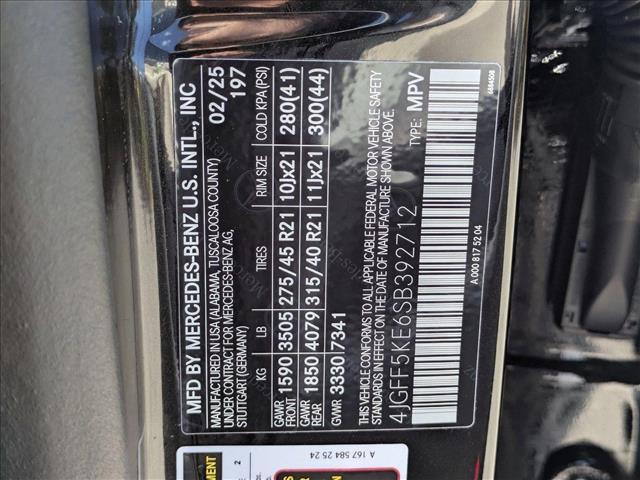 MFD BY MERCEDES-BENZ U.S. INTL., INC
MANUFACTURED IN USA (ALABAMA, TUSCALOOSA COUNTY) 02/25
UNDER CONTRACT FOR MERCEDES-BENZ AG, 197
STUTTGART (GERMANY)
KG LB TIRES RIM SIZE COLD KPA (PSI)
GAWR FRONT 1590 3505 275/45 R21 10Jx21 280(41)
GAWR REAR 1850 4079 315/40 R21 11Jx21 300(44)
GVWR 3330 7341
THIS VEHICLE CONFORMS TO ALL APPLICABLE FEDERAL MOTOR VEHICLE SAFETY
STANDARDS IN EFFECT ON THE DATE OF MANUFACTURE SHOWN ABOVE.
4JGFF5KE6SB392712 TYPE: MPV
A 000 817 52 04
A 167 584 25 24
2